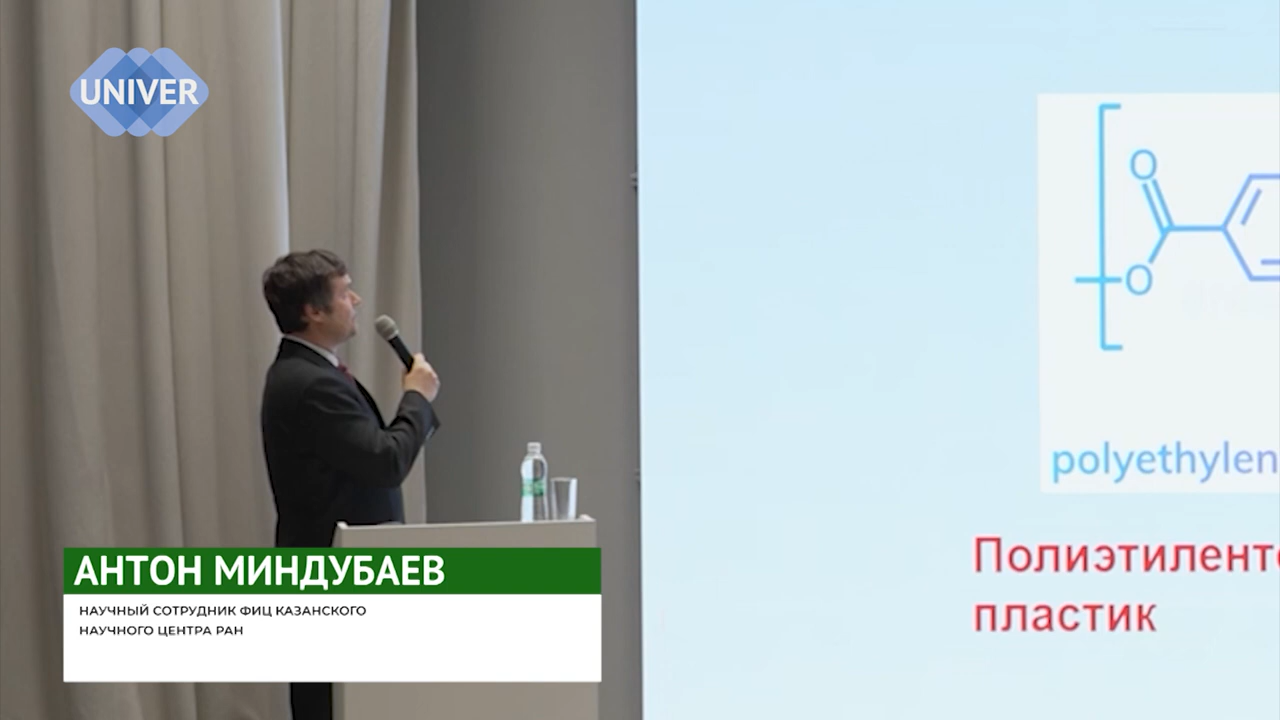 UNIVER
O
O
polyethylen
Полиэтиленте
пластик
АНТОН МИНДУБАЕВ
НАУЧНЫЙ СОТРУДНИК ФИЦ КАЗАНСКОГО
НАУЧНОГО ЦЕНТРА РАН